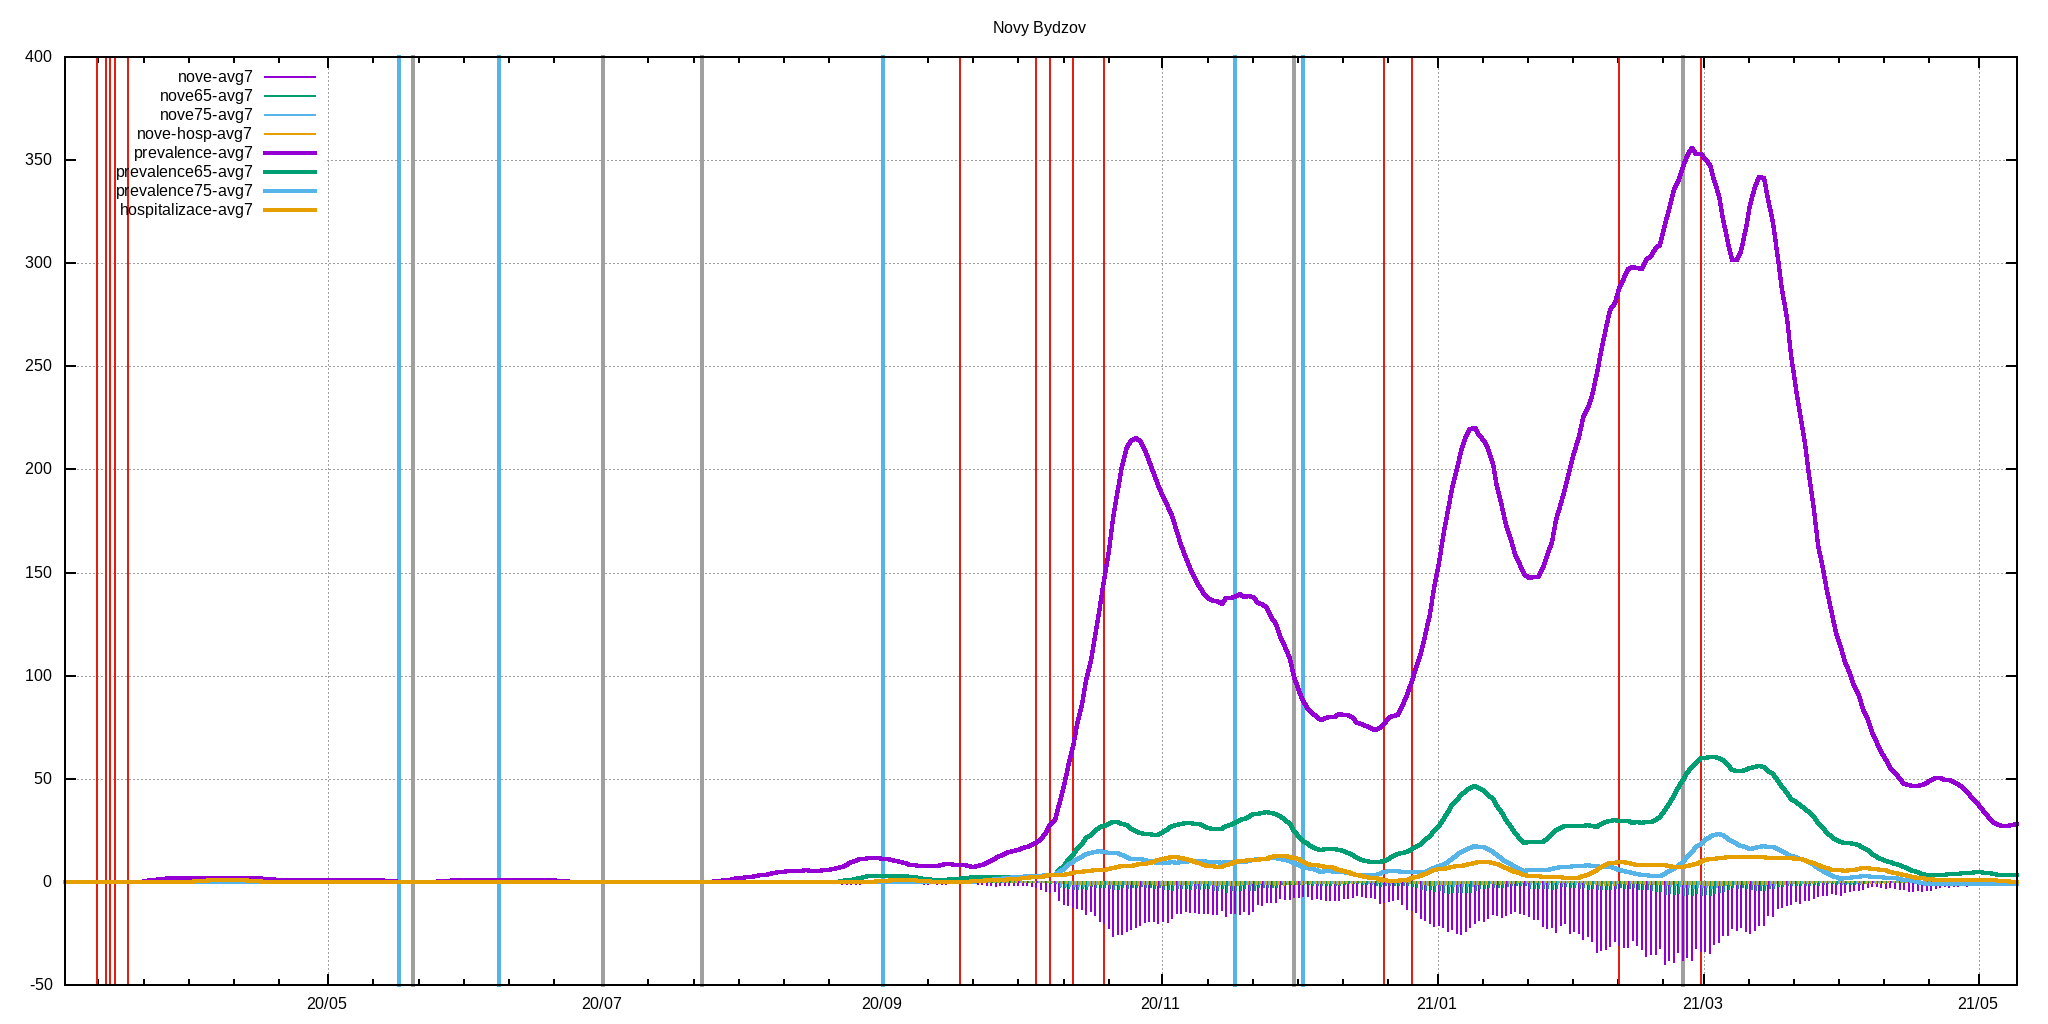 Novy Bydzov
400
350
300
250
200
150
100
50
0
-50
nove-avg7
nove65-avg7
nove75-avg7
nove-hosp-avg7
prevalence-avg7
prevalence65-avg7
prevalence75-avg7
hospitalizace-avg7
20/05 20/07 20/09 20/11 21/01 21/03 21/05